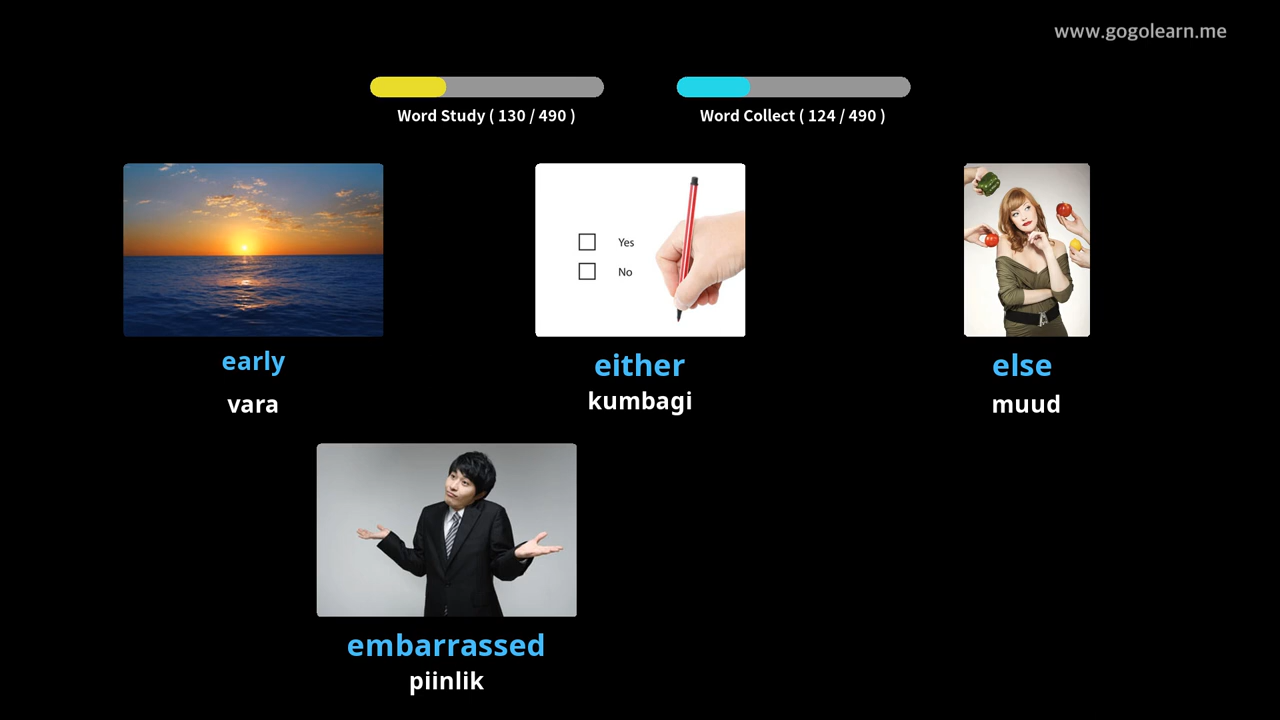 www.gogolearn.me
Word Study ( 130 / 490 )
Word Collect ( 124 / 490 )
Yes
No
early
vara
either
kumbagi
else
muud
embarrassed
piinlik